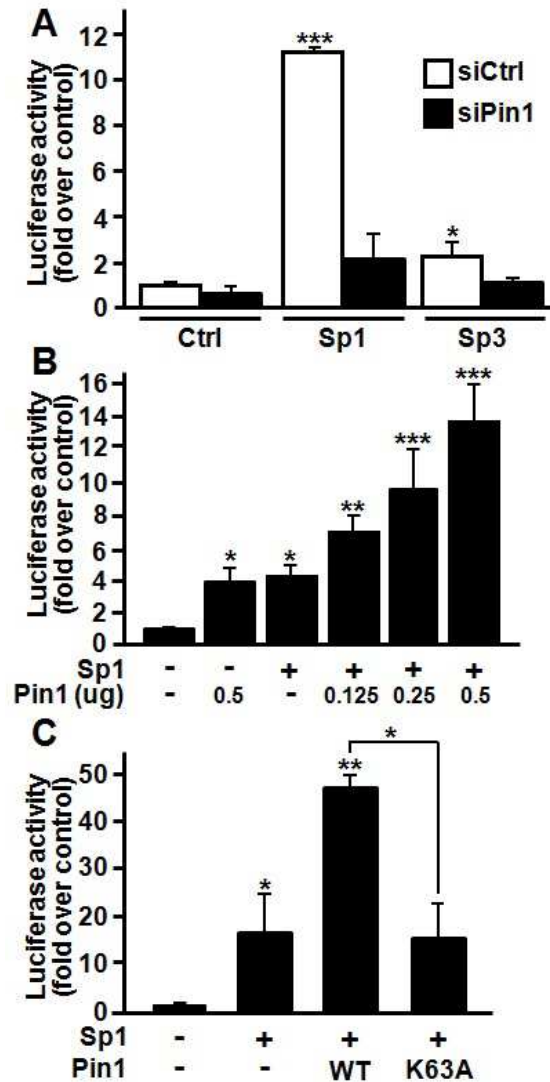 A
Luciferase activity
(fold over control)
12
10
8
6
4
2
0
***
*
siCtrl
siPin1
Ctrl Sp1 Sp3
B
Luciferase activity
(fold over control)
16
14
12
10
8
6
4
2
0
* * ** *** ***
Sp1 - - + + + +
Pin1 (ug) - 0.5 - 0.125 0.25 0.5
C
Luciferase activity
(fold over control)
50
40
30
20
10
0
* ** *
Sp1 - + + +
Pin1 - - WT K63A